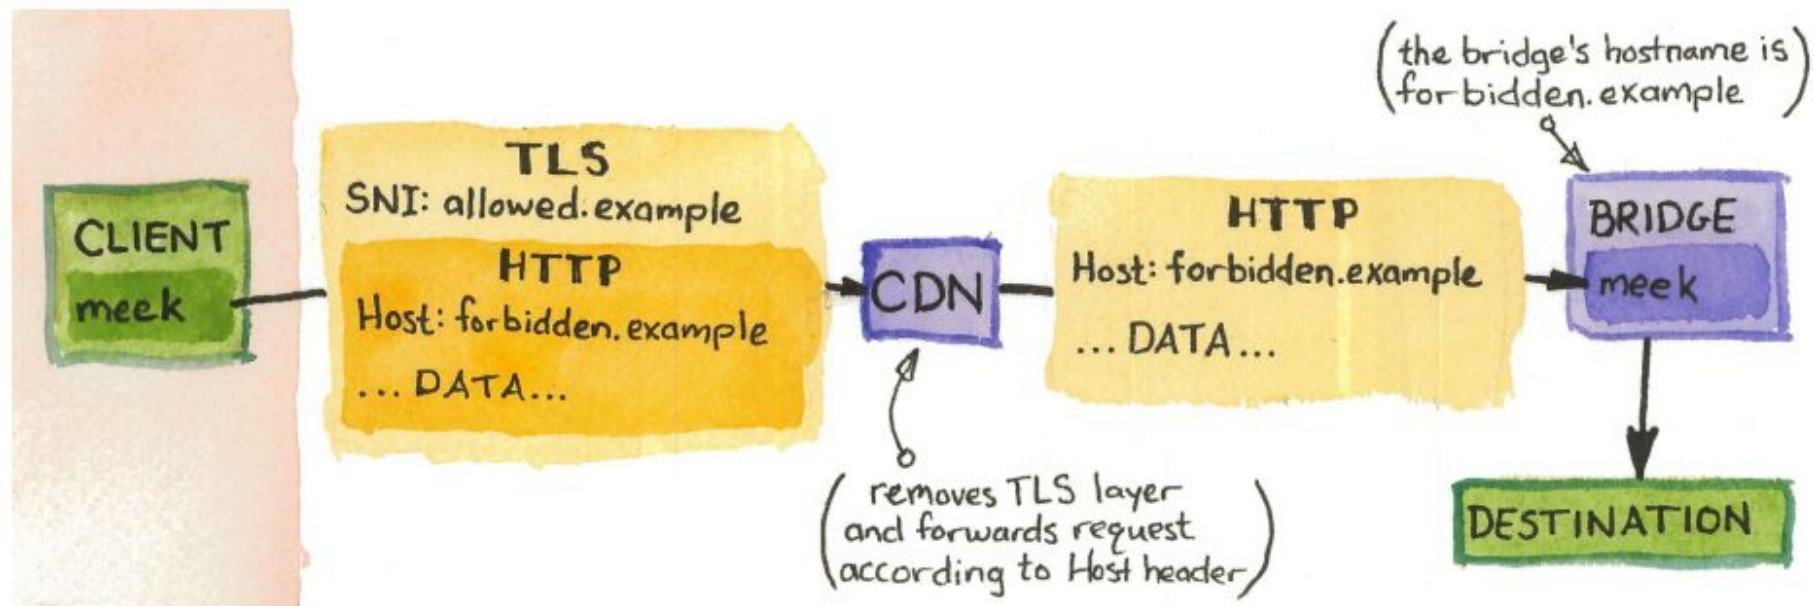 CLIENT
meek
TLS
SNI: allowed.example
HTTP
Host: forbidden.example
...DATA...
CDN
(removes TLS layer
and forwards request
according to Host header)
HTTP
Host: forbidden.example
...DATA...
(the bridge's hostname is
forbidden.example)
BRIDGE
meek
DESTINATION